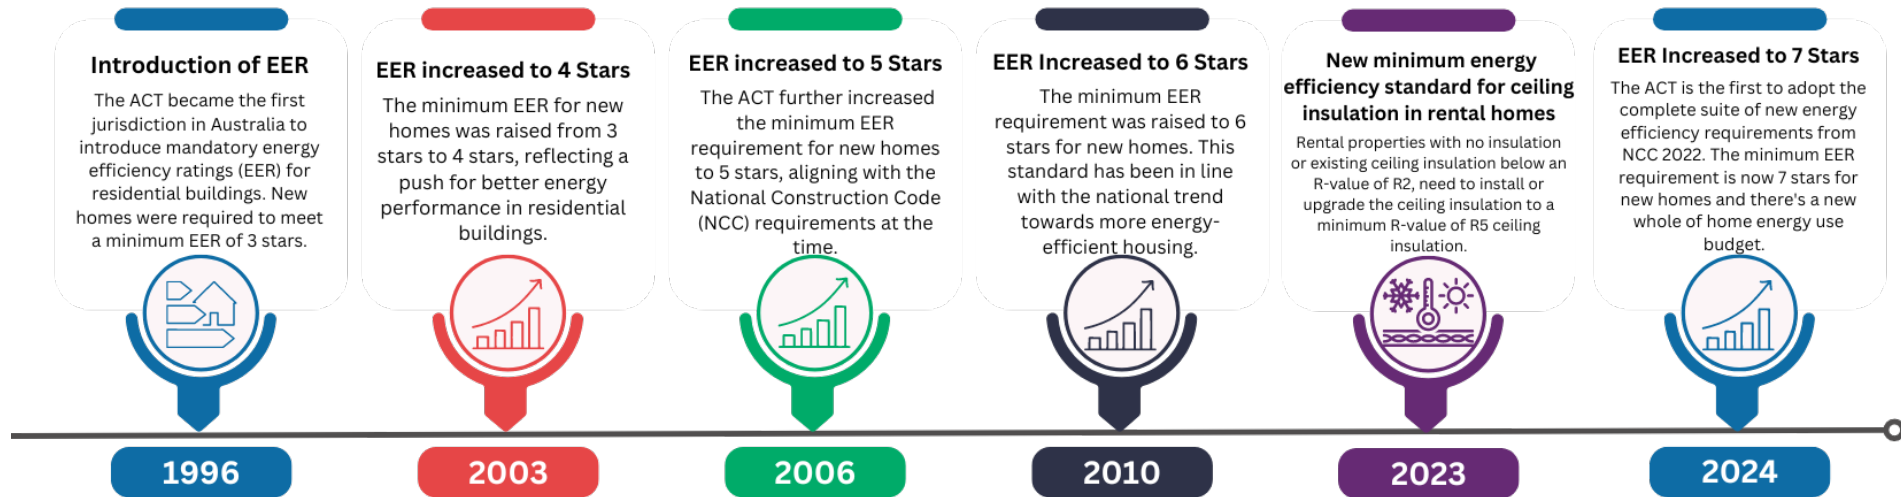 Introduction of EER
The ACT became the first
jurisdiction in Australia to
introduce mandatory energy
efficiency ratings (EER) for
residential buildings. New
homes were required to meet
a minimum EER of 3 stars.
1996
EER increased to 4 Stars
The minimum EER for new
homes was raised from 3
stars to 4 stars, reflecting a
push for better energy
performance in residential
buildings.
2003
EER increased to 5 Stars
The ACT further increased
the minimum EER
requirement for new homes
to 5 stars, aligning with the
National Construction Code
(NCC) requirements at the
time.
2006
EER Increased to 6 Stars
The minimum EER
requirement was raised to 6
stars for new homes. This
standard has been in line
with the national trend
towards more energy-
efficient housing.
2010
New minimum energy
efficiency standard for ceiling
insulation in rental homes
Rental properties with no insulation
or existing ceiling insulation below an
R-value of R2, need to install or
upgrade the ceiling insulation to a
minimum R-value of R5 ceiling
insulation.
2023
EER Increased to 7 Stars
The ACT is the first to adopt the
complete suite of new energy
efficiency requirements from
NCC 2022. The minimum EER
requirement is now 7 stars for
new homes and there's a new
whole of home energy use
budget.
2024